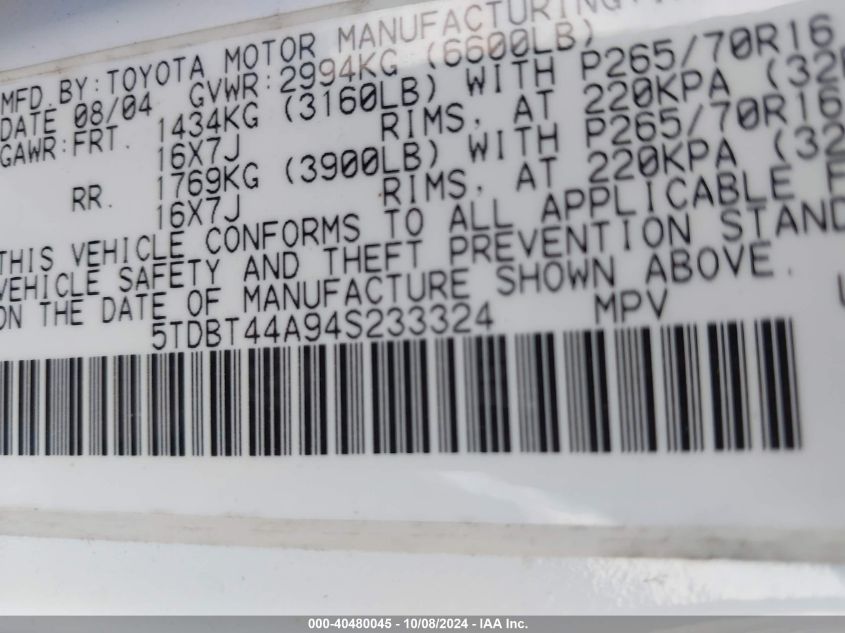 MFD.BY:TOYOTA MOTOR MANUFACTURING
DATE 08/04 GVWR:2994KG (6600LB)
GAWR:FRT. 1434KG (3160LB) WITH P265/70R16
16X7J RIMS, AT 220KPA (32
RR. 1769KG (3900LB) WITH P265/70R16
16X7J RIMS, AT 220KPA (32
THIS VEHICLE CONFORMS TO ALL APPLICABLE F
VEHICLE SAFETY AND THEFT PREVENTION STAND
ON THE DATE OF MANUFACTURE SHOWN ABOVE.
5TDBT44A94S233324 MPV
000-40480045 - 10/08/2024 - IAA Inc.